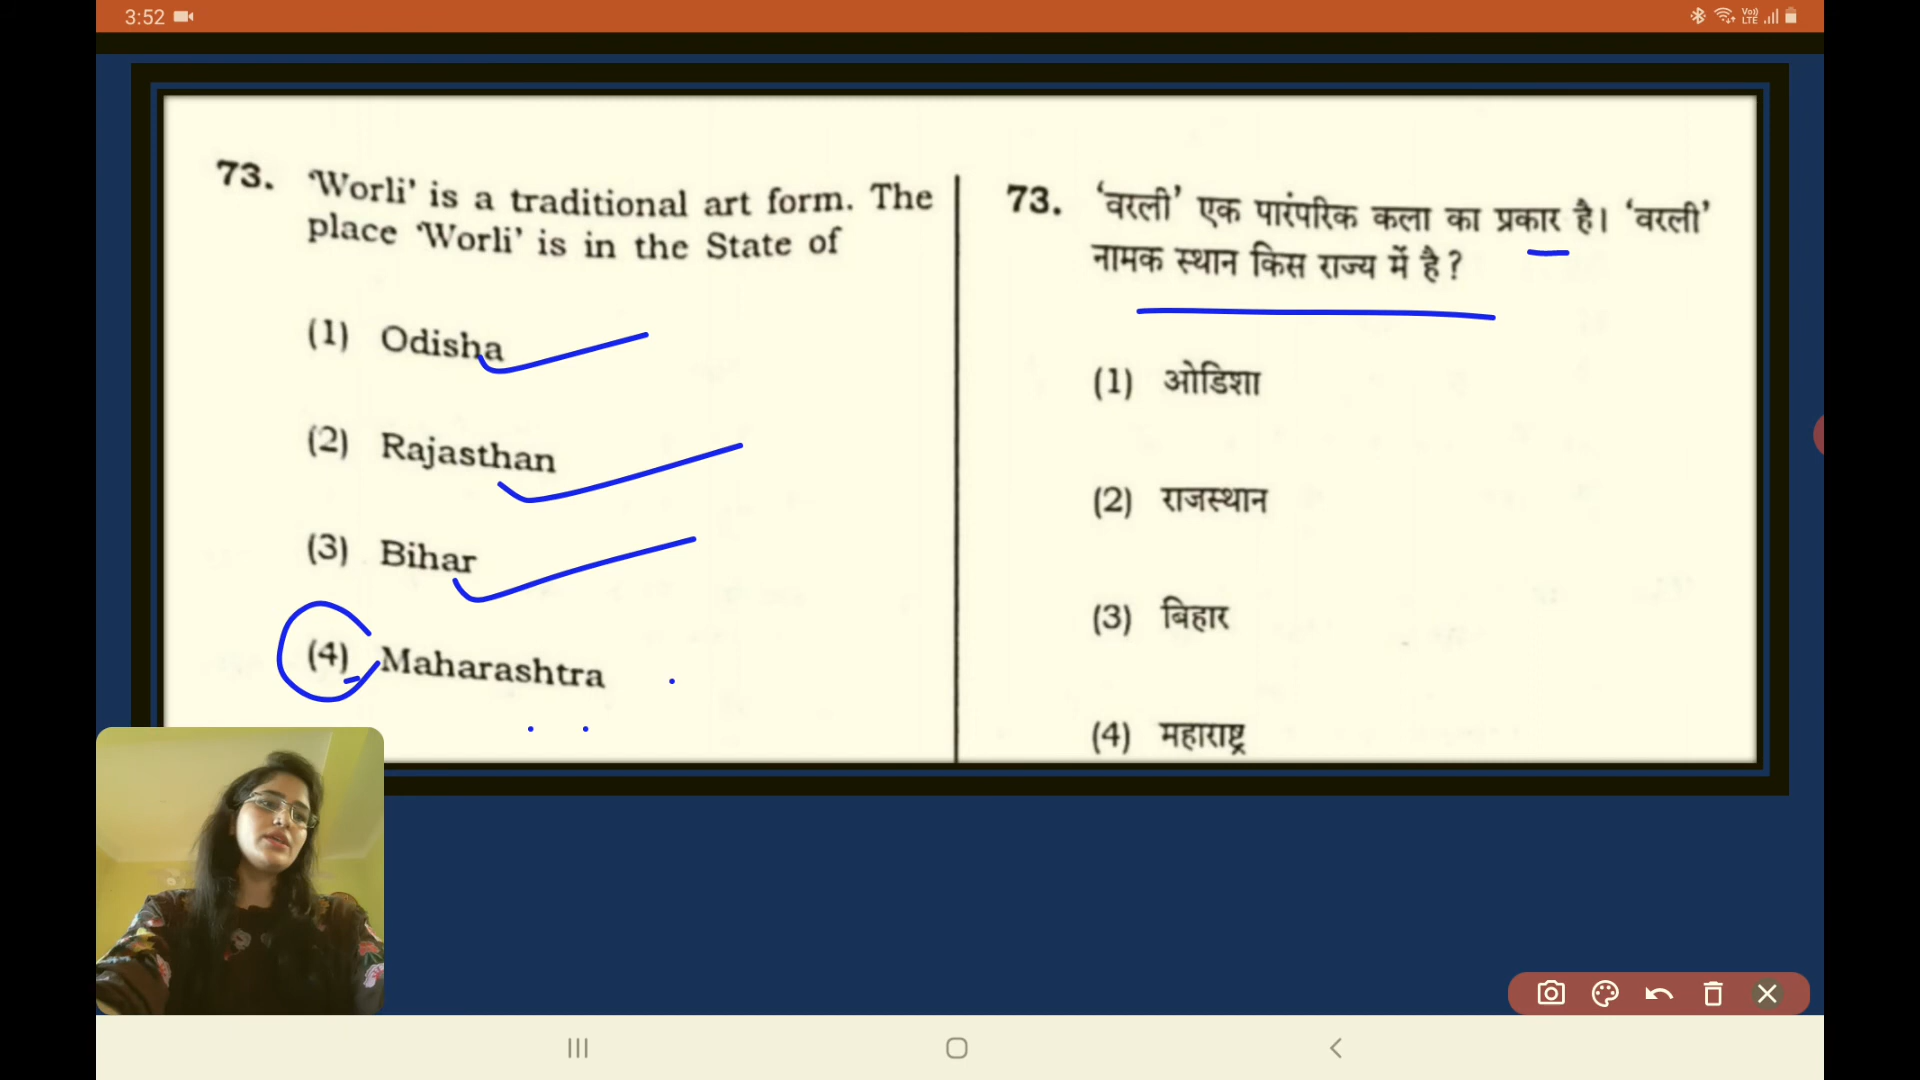 3:52
Vo))
LTE
73. ‘Worli’ is a traditional art form. The
place ‘Worli’ is in the State of
(1) Odisha
(2) Rajasthan
(3) Bihar
(4) Maharashtra
73. ‘वरली’ एक पारंपरिक कला का प्रकार है। ‘वरली’
नामक स्थान किस राज्य में है?
(1) ओडिशा
(2) राजस्थान
(3) बिहार
(4) महाराष्ट्र